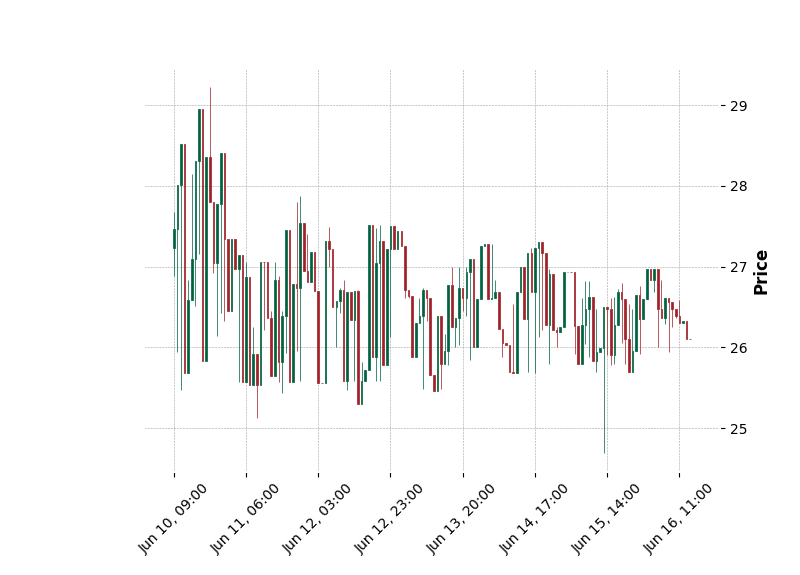 29
28
27
26
25
Price
Jun 10, 09:00
Jun 11, 06:00
Jun 12, 03:00
Jun 12, 23:00
Jun 13, 20:00
Jun 14, 17:00
Jun 15, 14:00
Jun 16, 11:00